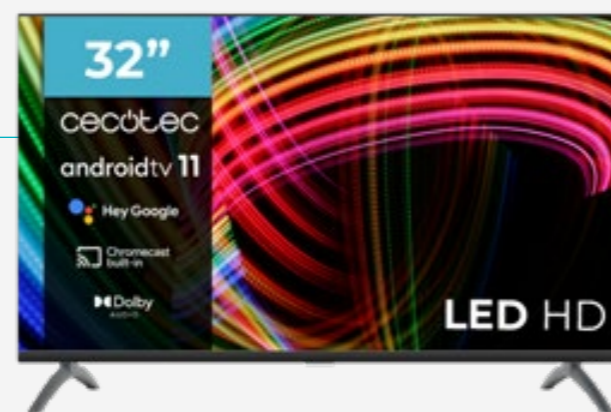 32”
cecotec
androidtv 11
Hey Google
Chromecast
built-in
Dolby
AUDIO
LED HD